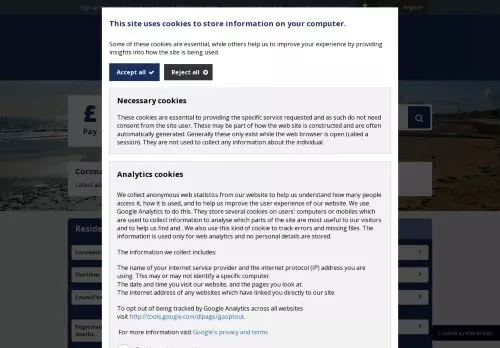 Register
This site uses cookies to store information on your computer.
Some of these cookies are essential, while others help us to improve your experience by providing
insights into how the site is being used.
Accept all
Reject all
Necessary cookies
These cookies are essential to providing the specific service requested and as such do not need
consent from the site user. These may be part of how the web site is constructed and are often
automatically generated. Generally these only exist while the web browser is open (called a
session). They are not used to collect any information about the individual.
£
Pay
Analytics cookies
Latest
We collect anonymous web statistics from our website to help us understand how many people
access it, how it is used, and to help us improve the user experience of our website. We use
Google Analytics to do this. They store several cookies on users' computers or mobiles which
are used to collect information to analyse which parts of the site are most useful to our visitors
and to help us find and . We also use this kind of cookie to track errors and missing files. The
information is used only for web analytics and no personal details are stored.
The information we collect includes:
The name of your internet service provider and the internet protocol (IP) address you are
using. This may or may not identify a specific computer.
The date and time you visit our website, and the pages you look at.
The internet address of any websites which have linked you directly to our site.
Elections
To opt out of being tracked by Google Analytics across all websites
visit http://tools.google.com/dlpage/gaoptout.
For more information visit Google's privacy and terms
Cookie preferences